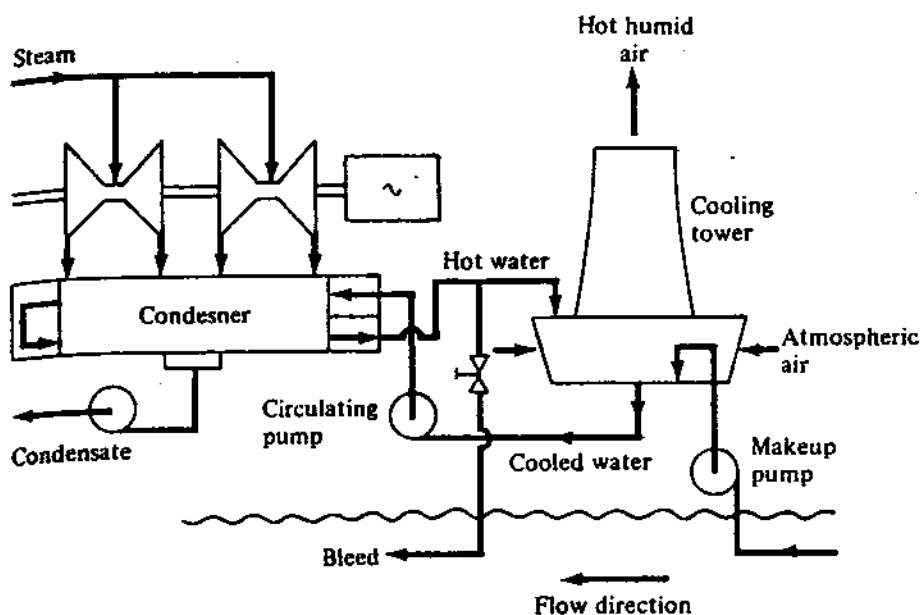 Hot humid
air
Steam
~
Cooling
tower
Hot water
Condesner
Atmospheric
air
Circulating
pump
Condensate
Cooled water
Makeup
pump
Bleed
Flow direction